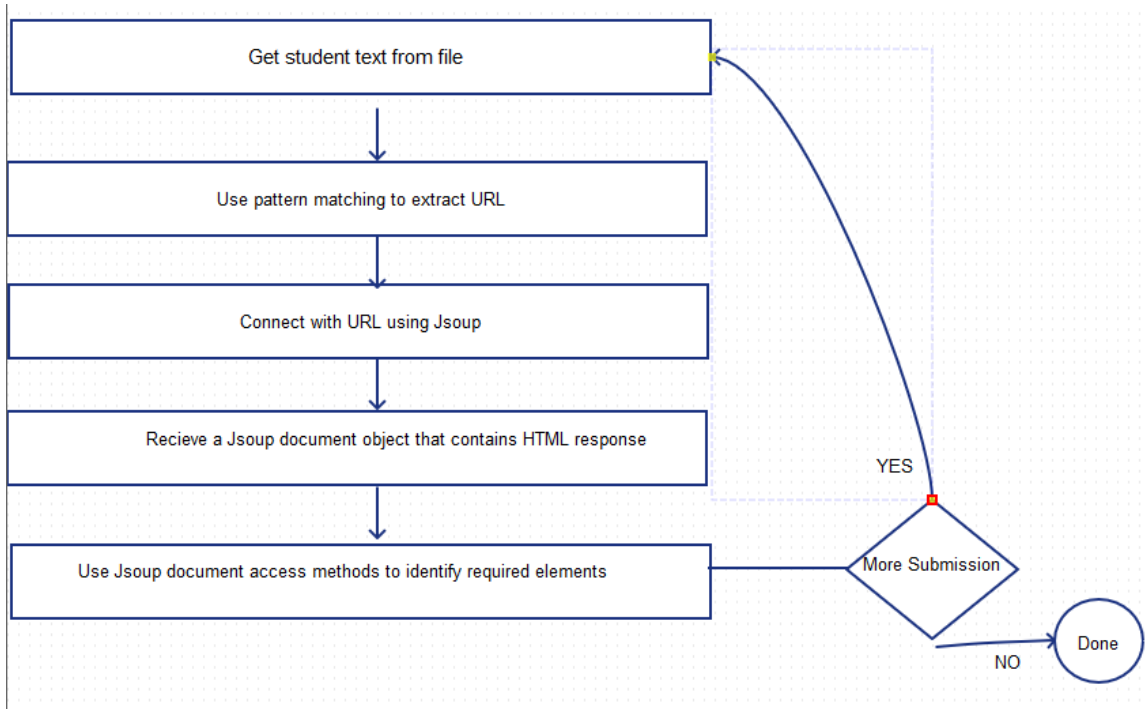 Get student text from file
Use pattern matching to extract URL
Connect with URL using Jsoup
Recieve a Jsoup document object that contains HTML response
Use Jsoup document access methods to identify required elements
YES
More Submission
NO
Done